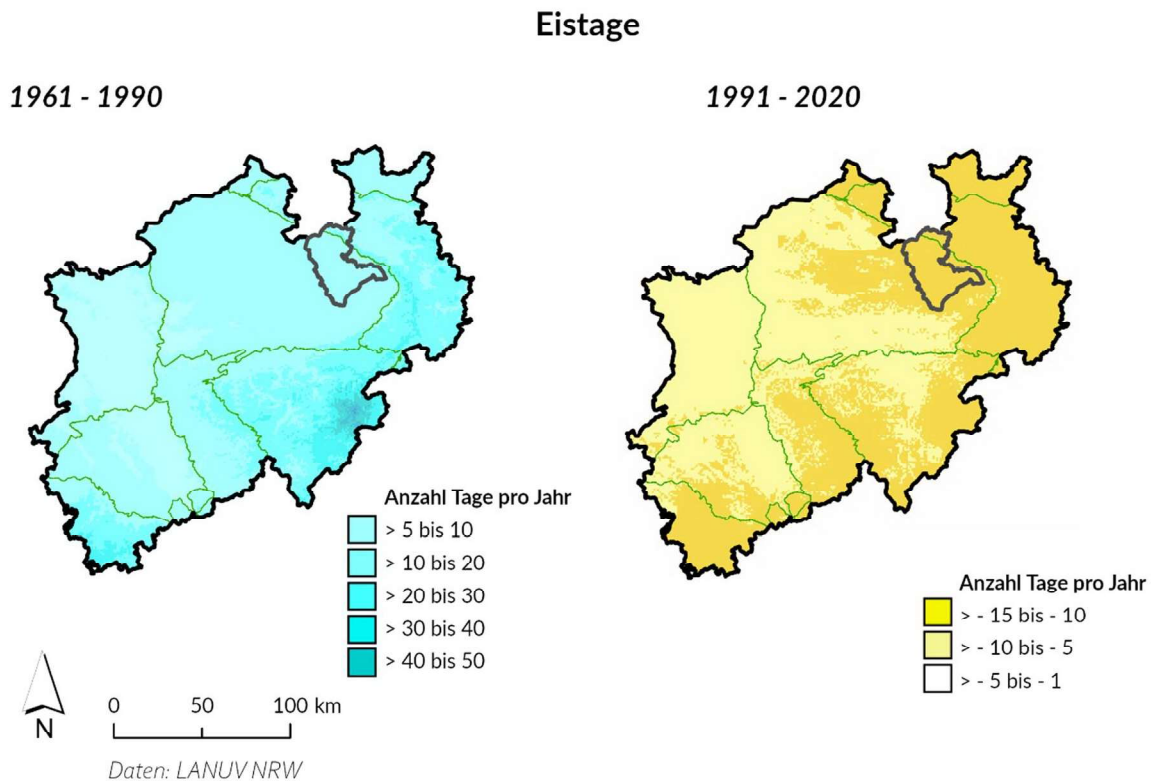 Eistage
1961 - 1990
1991 - 2020
Anzahl Tage pro Jahr
> 5 bis 10
> 10 bis 20
> 20 bis 30
> 30 bis 40
> 40 bis 50
Anzahl Tage pro Jahr
> - 15 bis - 10
> - 10 bis - 5
> - 5 bis - 1
N
0 50 100 km
Daten: LANUV NRW